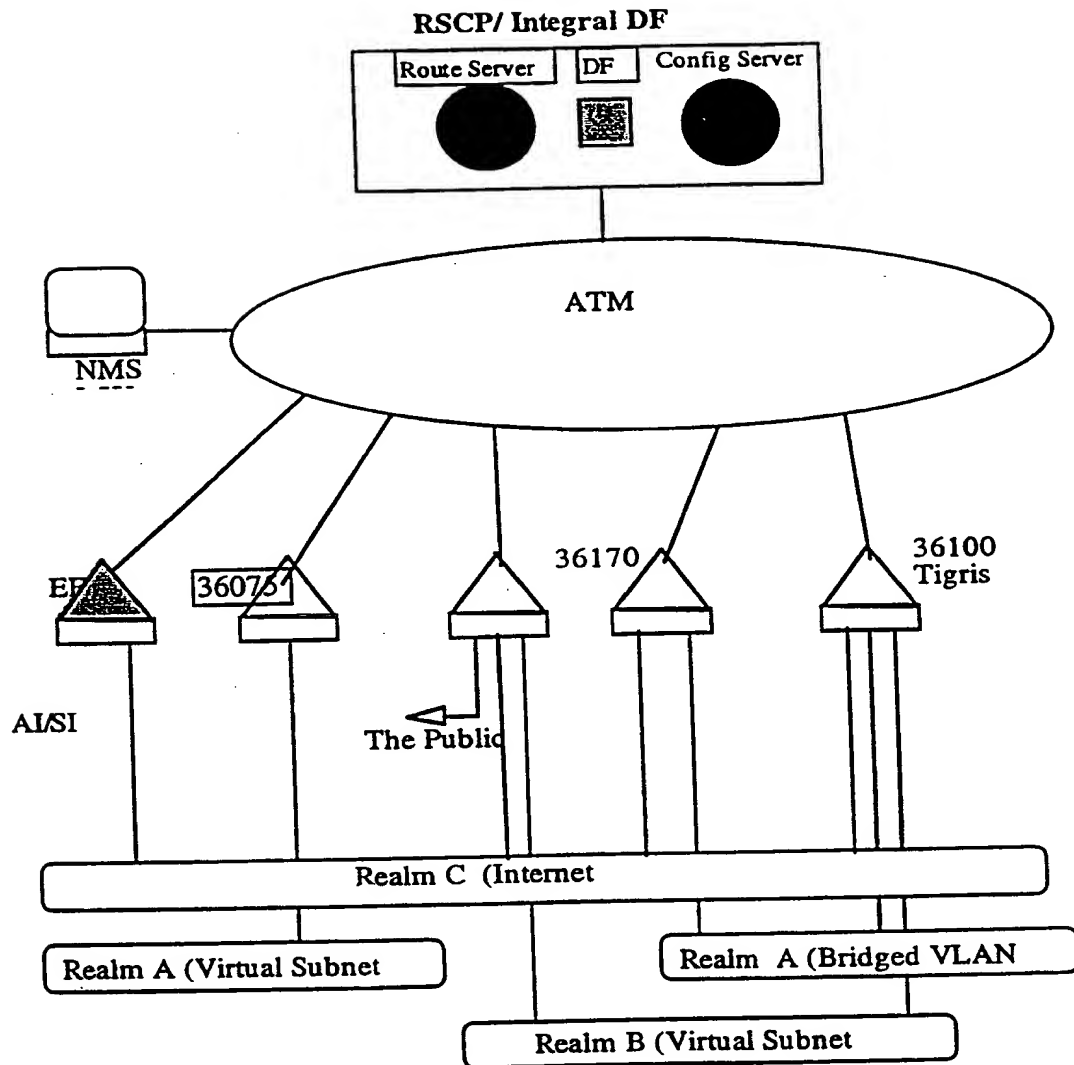 RSCP/ Integral DF
Route Server
DF
Config Server
ATM
NMS
36075
36170
36100
Tigris
AI/SI
The Public
Realm C (Internet
Realm A (Virtual Subnet
Realm A (Bridged VLAN
Realm B (Virtual Subnet